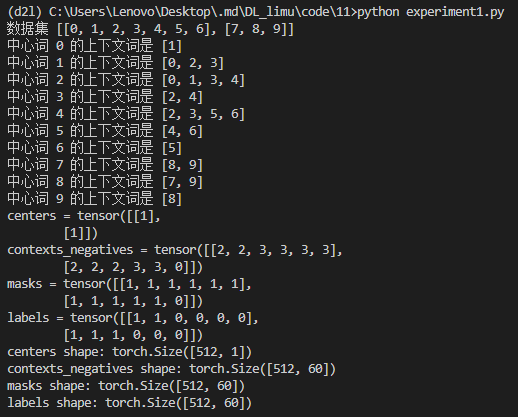 (d2l) C:\Users\Lenovo\Desktop\.md\DL_limu\code\11>python experiment1.py
数据集 [[0, 1, 2, 3, 4, 5, 6], [7, 8, 9]]
中心词 0 的上下文词是 [1]
中心词 1 的上下文词是 [0, 2, 3]
中心词 2 的上下文词是 [0, 1, 3, 4]
中心词 3 的上下文词是 [2, 4]
中心词 4 的上下文词是 [2, 3, 5, 6]
中心词 5 的上下文词是 [4, 6]
中心词 6 的上下文词是 [5]
中心词 7 的上下文词是 [8, 9]
中心词 8 的上下文词是 [7, 9]
中心词 9 的上下文词是 [8]
centers = tensor([[1],
        [1]])
contexts_negatives = tensor([[2, 2, 3, 3, 3, 3],
        [2, 2, 2, 3, 3, 0]])
masks = tensor([[1, 1, 1, 1, 1, 1],
        [1, 1, 1, 1, 1, 0]])
labels = tensor([[1, 1, 0, 0, 0, 0],
        [1, 1, 1, 0, 0, 0]])
centers shape: torch.Size([512, 1])
contexts_negatives shape: torch.Size([512, 60])
masks shape: torch.Size([512, 60])
labels shape: torch.Size([512, 60])